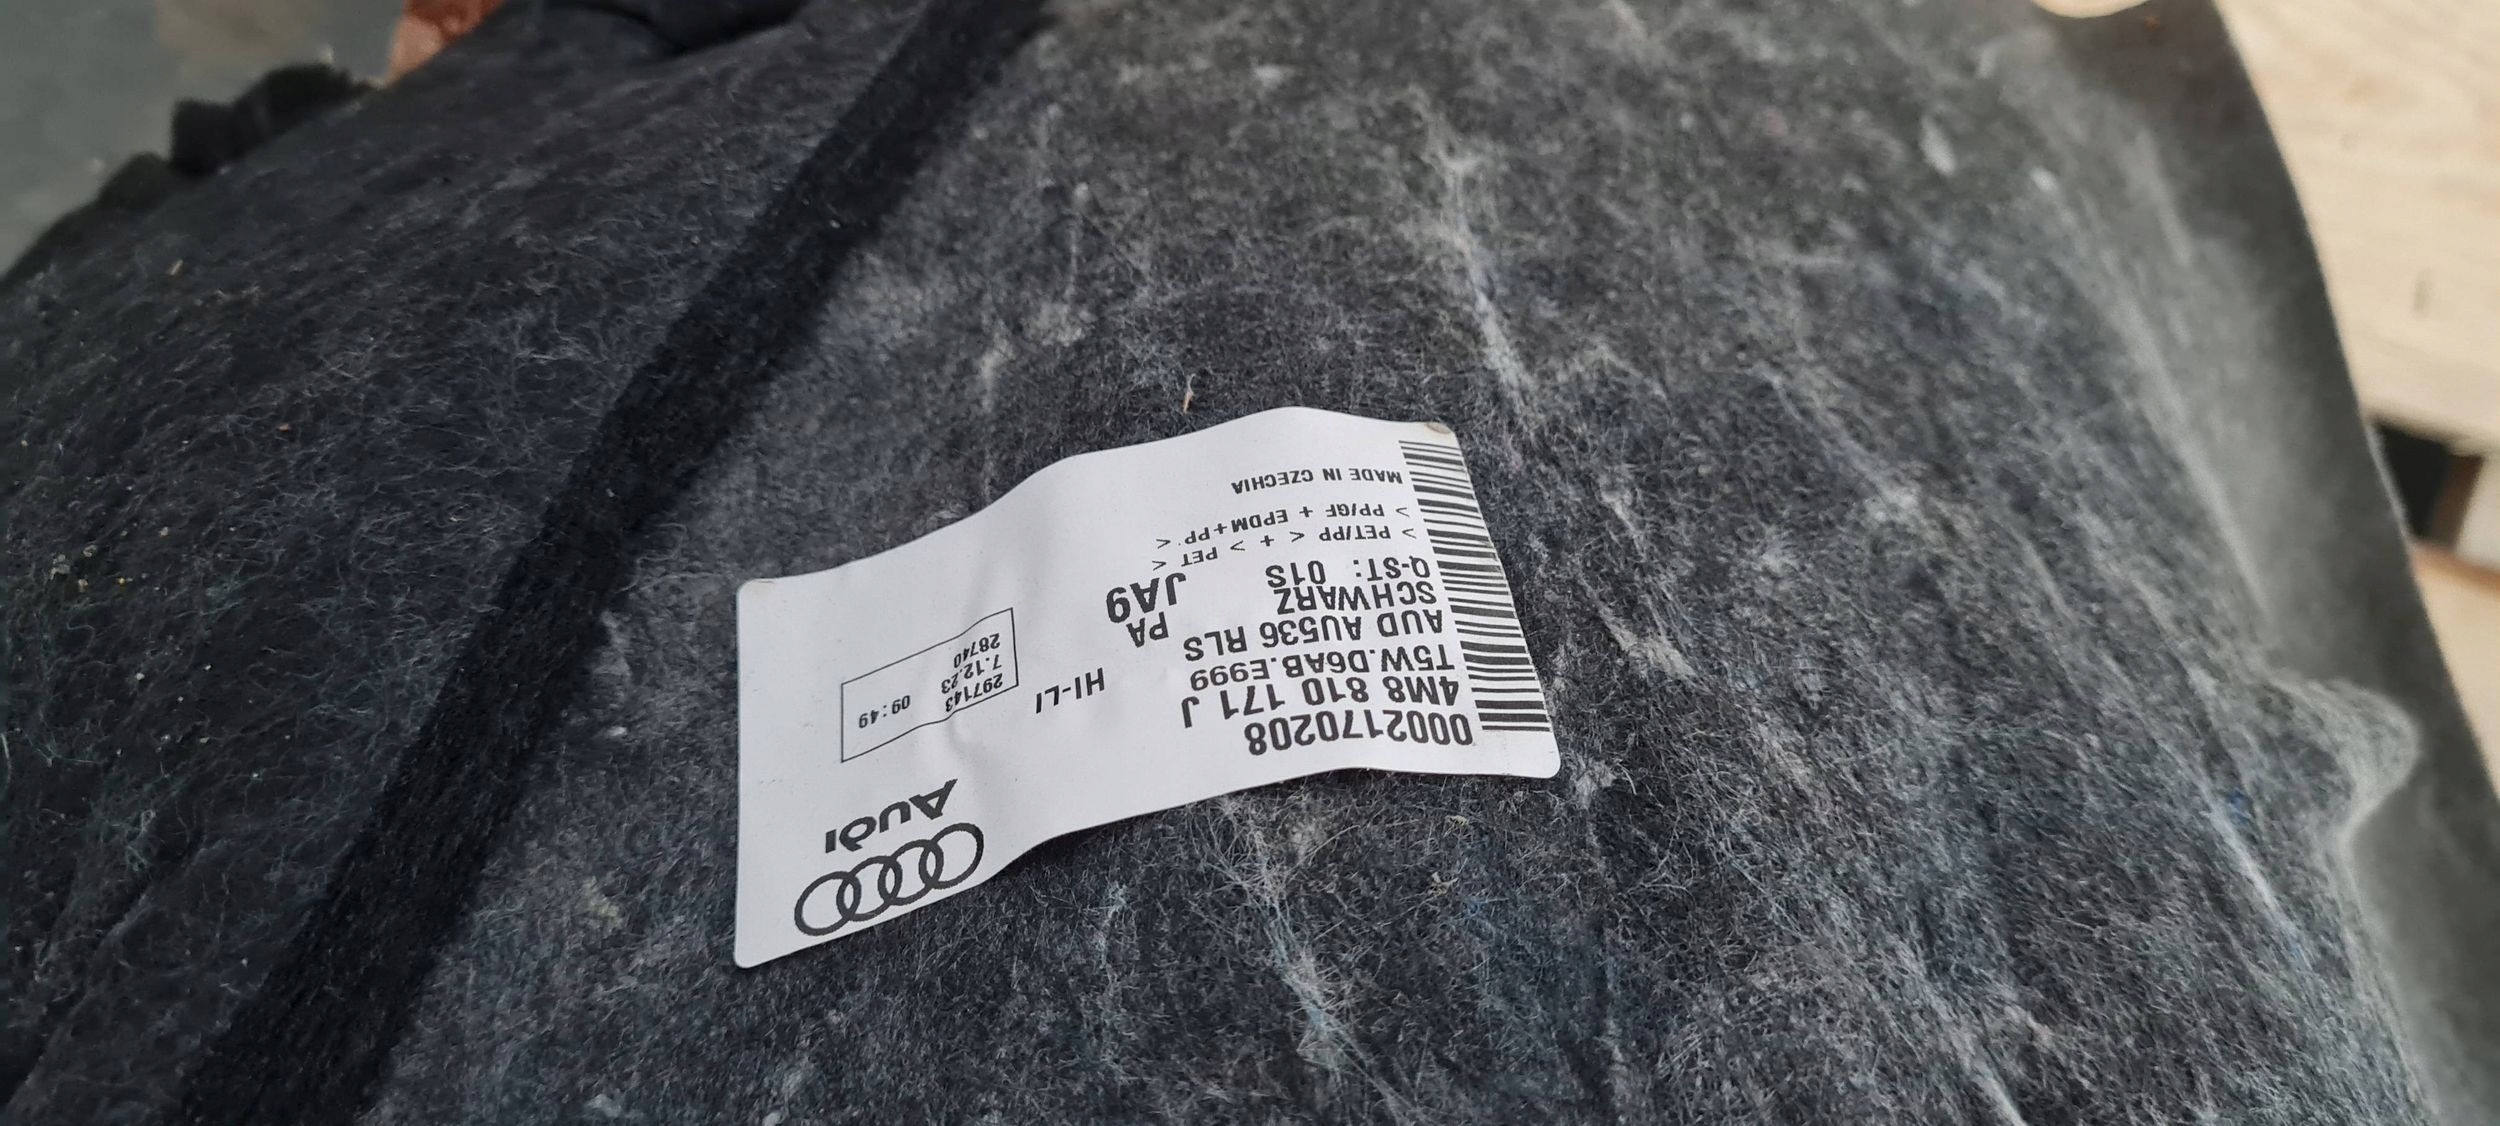 Audi
0002170208
4M8 810 171 J
T5W.D6AB.E999 HI-LI
AUD AU536 RLS PA
SCHWARZ JA9
Q-ST: 01S
> PET/PP < + > PET <
> PP/GF + EPDM+PP <
MADE IN CZECHIA
297143 09:49
7.12.23
28740